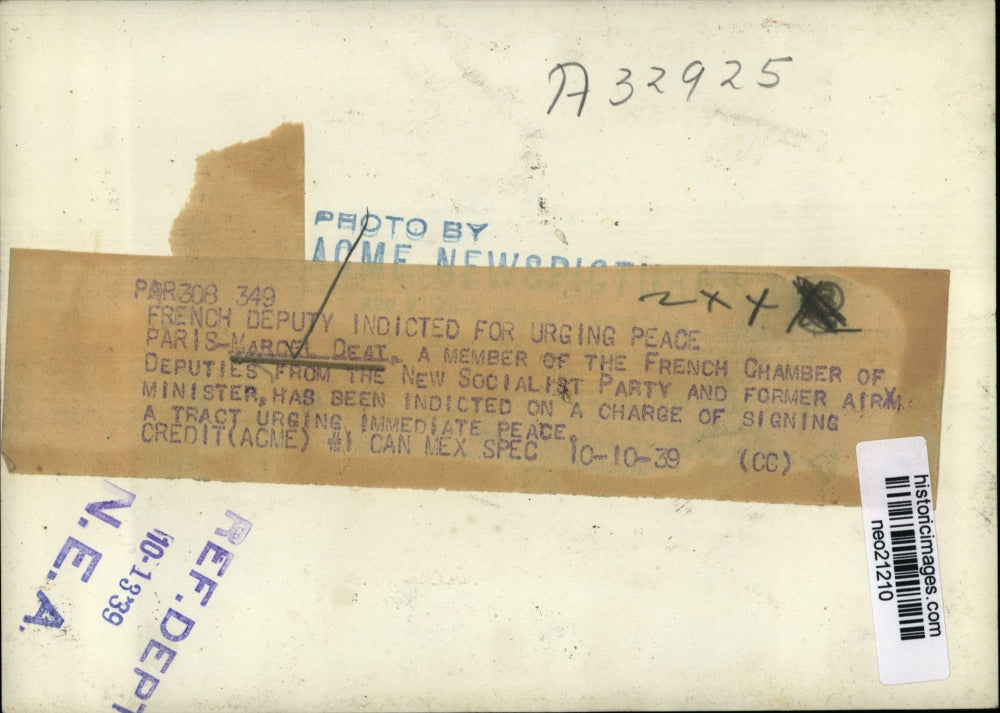 A32925
PHOTO BY
ACME NEWSPICTURES
2 x 4
PAR308 349
FRENCH DEPUTY INDICTED FOR URGING PEACE
PARIS-MARCEL DEAT, A MEMBER OF THE FRENCH CHAMBER OF
DEPUTIES FROM THE NEW SOCIALIST PARTY AND FORMER AIR
MINISTER, HAS BEEN INDICTED ON A CHARGE OF SIGNING
A TRACT URGING IMMEDIATE PEACE.
CREDIT(ACME) #1 CAN MEX SPEC 10-10-39 (CG)
REF. DEPT
10-13 39
N.E.A.
historicimages.com
neo21210